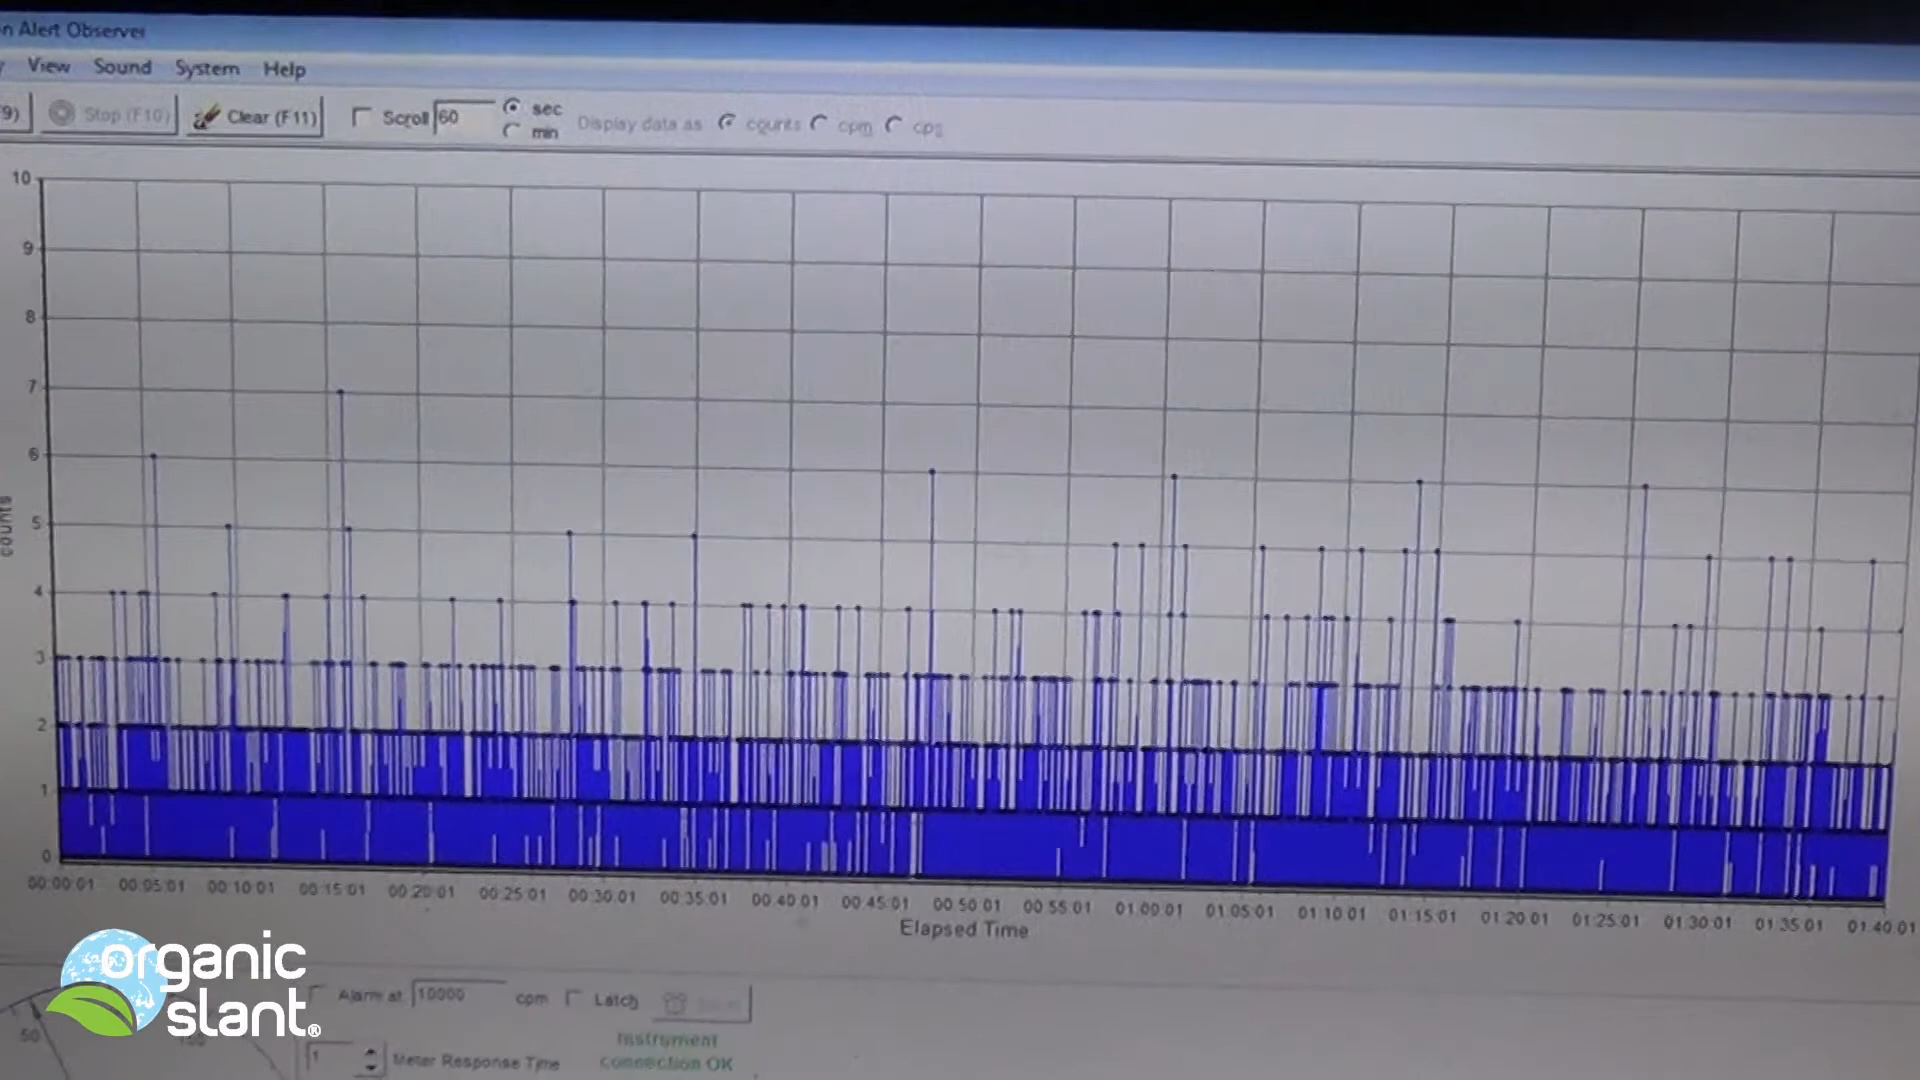 n Alert Observer
View Sound System Help
9) Stop (F10) Clear (F11) Scroll 60 sec
min
Display data as counts cpm cps
10
9
8
7
6
5
4
3
2
1
0
counts
00:00:01 00:05:01 00:10:01 00:15:01 00:20:01 00:25:01 00:30:01 00:35:01 00:40:01 00:45:01 00:50:01 00:55:01 01:00:01 01:05:01 01:10:01 01:15:01 01:20:01 01:25:01 01:30:01 01:35:01 01:40:01
Elapsed Time
organic
slant®
Alarm at 10000 cpm Latch
50
1 Meter Response Time
Instrument
connection OK